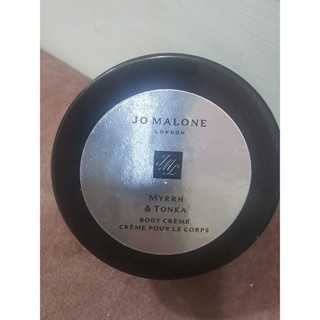 JO MALONE
LONDON
MYRRH
& TONKA
BODY CRÈME
CRÈME POUR LE CORPS